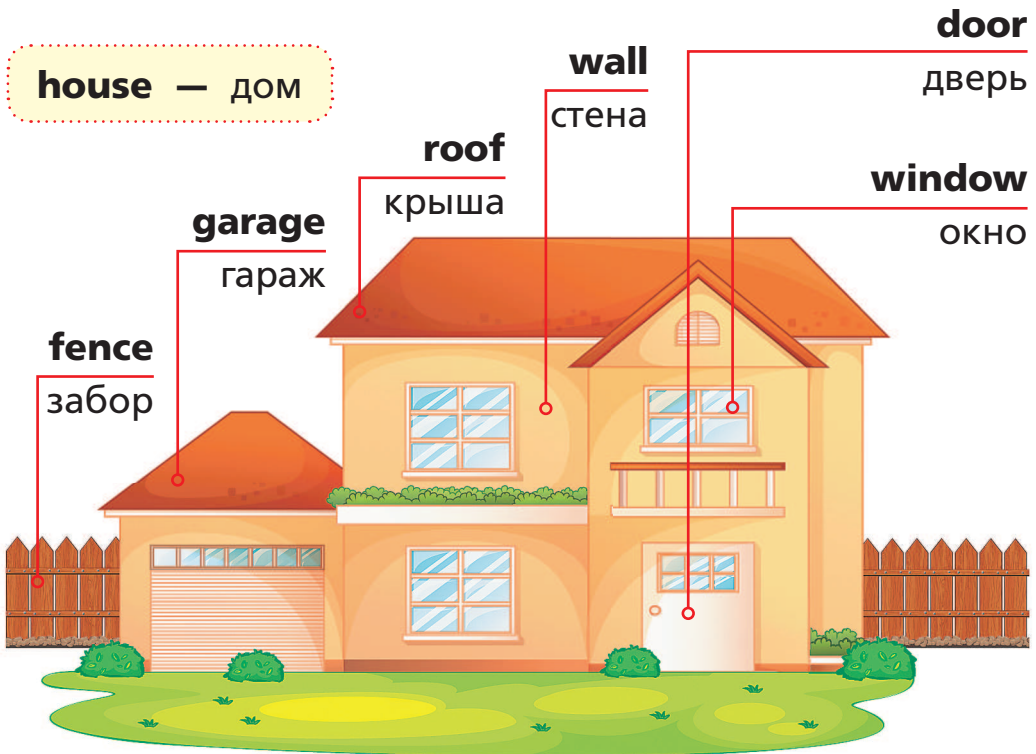 house — дом
door
дверь
wall
стена
roof
крыша
window
окно
garage
гараж
fence
забор